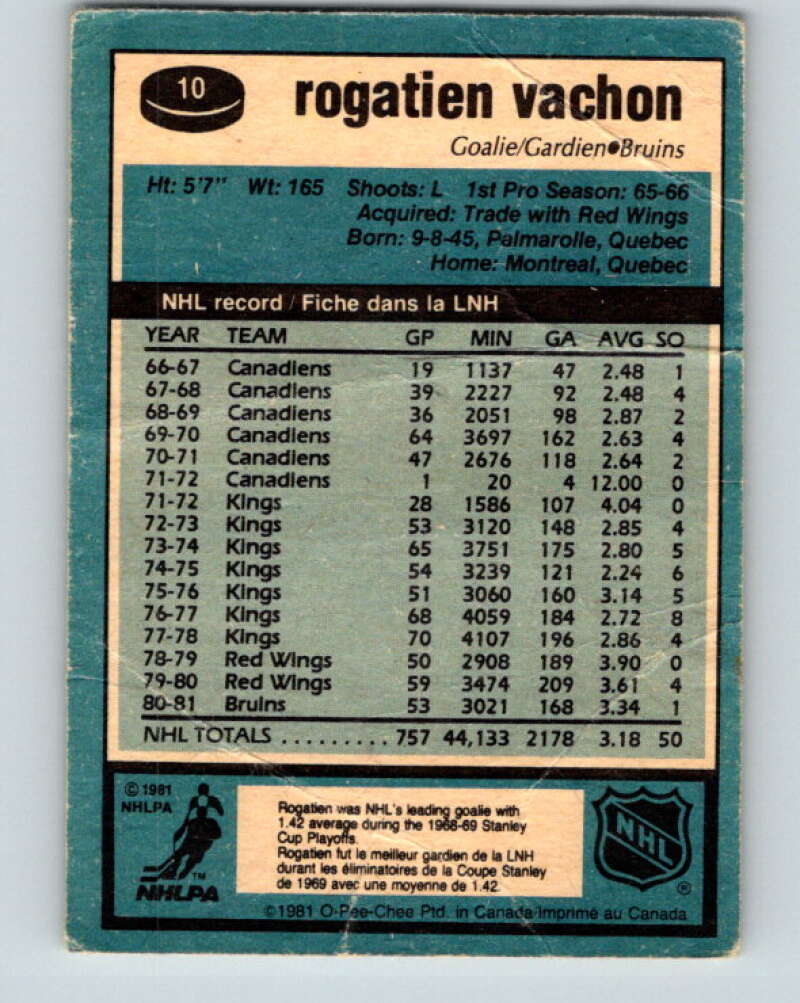 10
rogatien vachon
Goalie/Gardien●Bruins
Ht: 5'7" Wt: 165 Shoots: L 1st Pro Season: 65-66
Acquired: Trade with Red Wings
Born: 9-8-45, Palmarolle, Quebec
Home: Montreal, Quebec
NHL record / Fiche dans la LNH
YEAR TEAM GP MIN GA AVG SO
66-67 Canadiens 19 1137 47 2.48 1
67-68 Canadiens 39 2227 92 2.48 4
68-69 Canadiens 36 2051 98 2.87 2
69-70 Canadiens 64 3697 162 2.63 4
70-71 Canadiens 47 2676 118 2.64 2
71-72 Canadiens 1 20 4 12.00 0
71-72 Kings 28 1586 107 4.04 0
72-73 Kings 53 3120 148 2.85 4
73-74 Kings 65 3751 175 2.80 5
74-75 Kings 54 3239 121 2.24 6
75-76 Kings 51 3060 160 3.14 5
76-77 Kings 68 4059 184 2.72 8
77-78 Kings 70 4107 196 2.86 4
78-79 Red Wings 50 2908 189 3.90 0
79-80 Red Wings 59 3474 209 3.61 4
80-81 Bruins 53 3021 168 3.34 1
NHL TOTALS ......... 757 44,133 2178 3.18 50
© 1981
NHLPA
TM
NHLPA
Rogatien was NHL's leading goalie with
1.42 average during the 1968-69 Stanley
Cup Playoffs.
Rogatien fut le meilleur gardien de la LNH
durant les éliminatoires de la Coupe Stanley
de 1969 avec une moyenne de 1.42.
NHL
®
©1981 O-Pee-Chee Ptd. in Canada/Imprimé au Canada